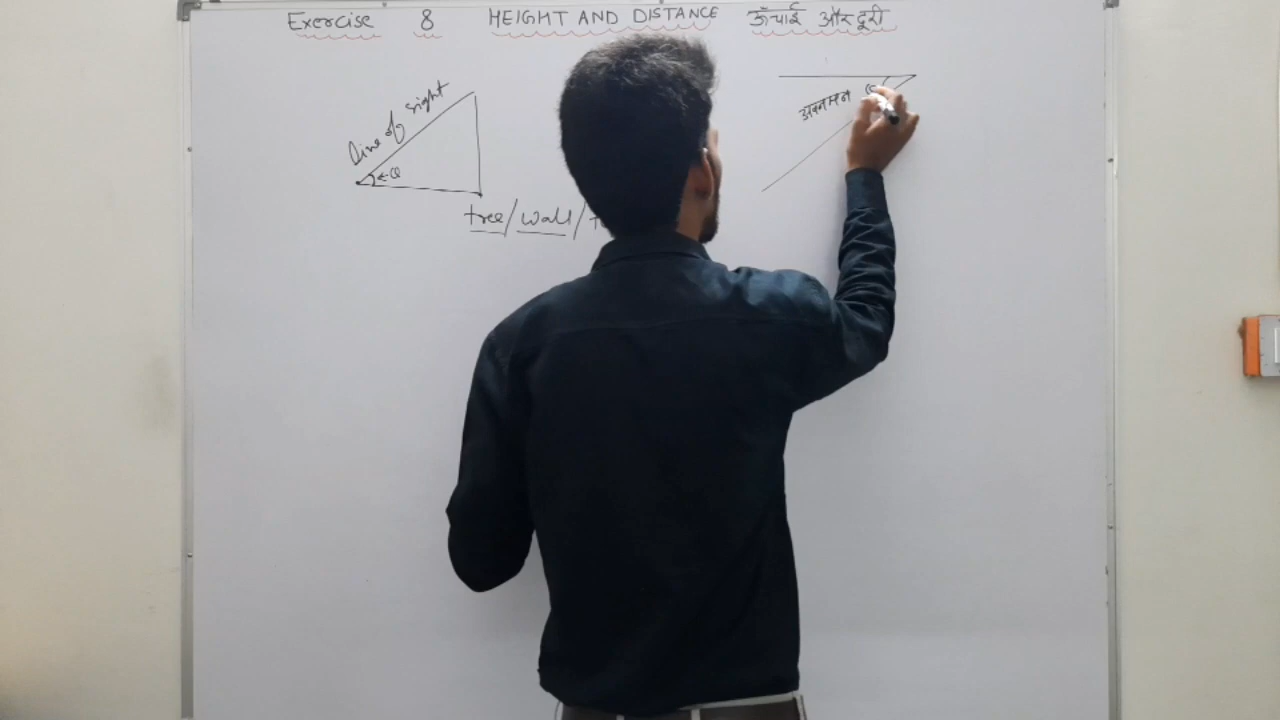 Exercise 8 HEIGHT AND DISTANCE ऊँचाई और दूरी
line of sight
अवनमन
tree/wall/